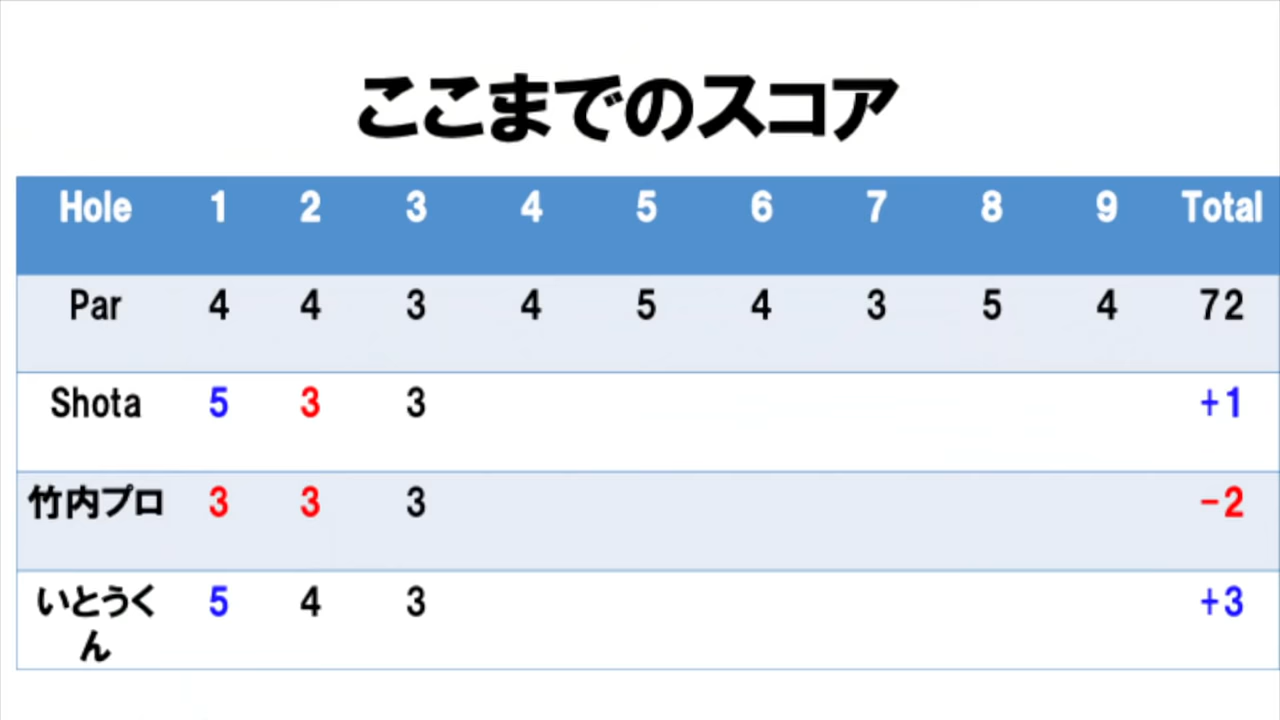 ここまでのスコア
Hole 1 2 3 4 5 6 7 8 9 Total
Par 4 4 3 4 5 4 3 5 4 72
Shota 5 3 3 +1
竹内プロ 3 3 3 -2
いとうく 5 4 3 +3
ん